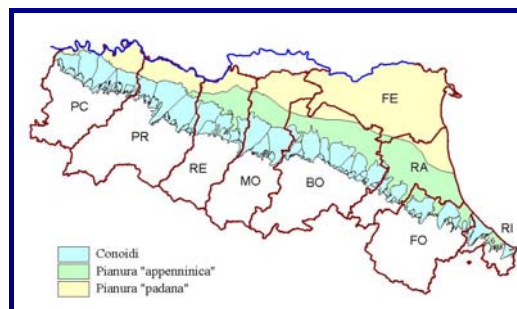 PC
PR
RE
MO
BO
FE
RA
FO
RI
Conoidi
Pianura "appenninica"
Pianura "padana"